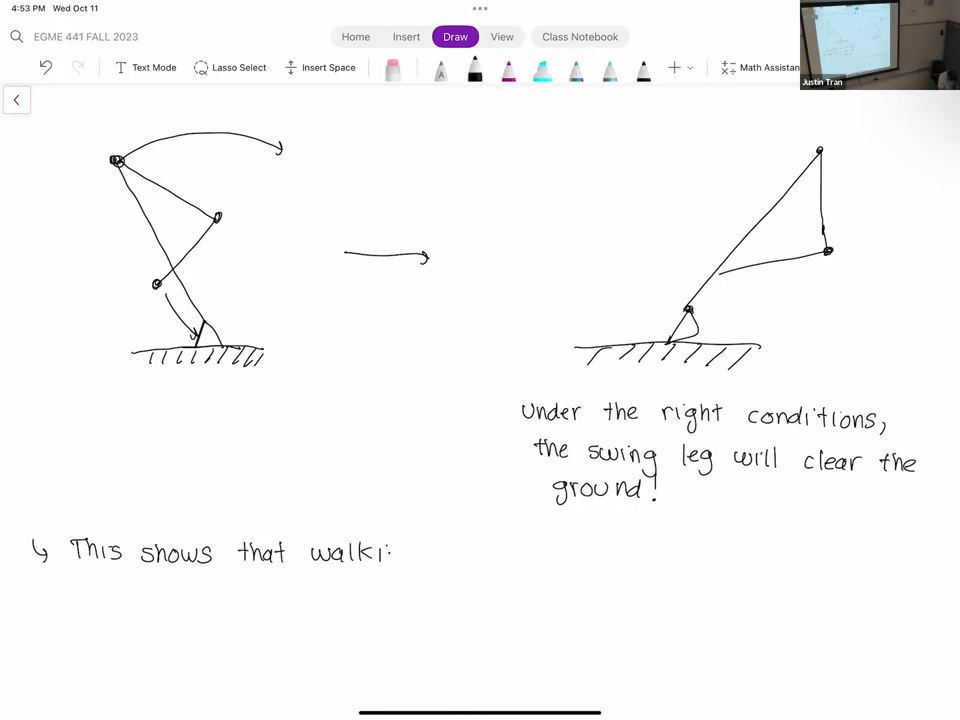 4:53 PM Wed Oct 11
EGME 441 FALL 2023
Home Insert Draw View Class Notebook
Text Mode Lasso Select Insert Space A Math Assistan
Justin Tran
Under the right conditions,
the swing leg will clear the
ground!
↳ This shows that walki